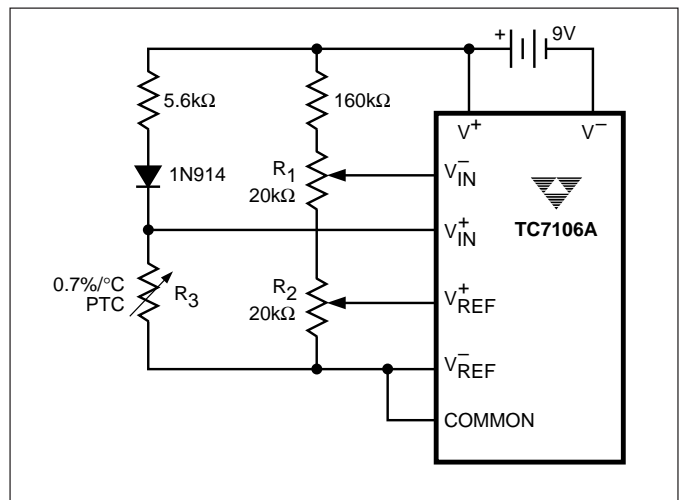 +
9V
5.6kΩ
160kΩ
V+
V−
1N914
R1
20kΩ
V−IN
V+IN
TC7106A
0.7%/°C
PTC
R3
R2
20kΩ
V+REF
V−REF
COMMON